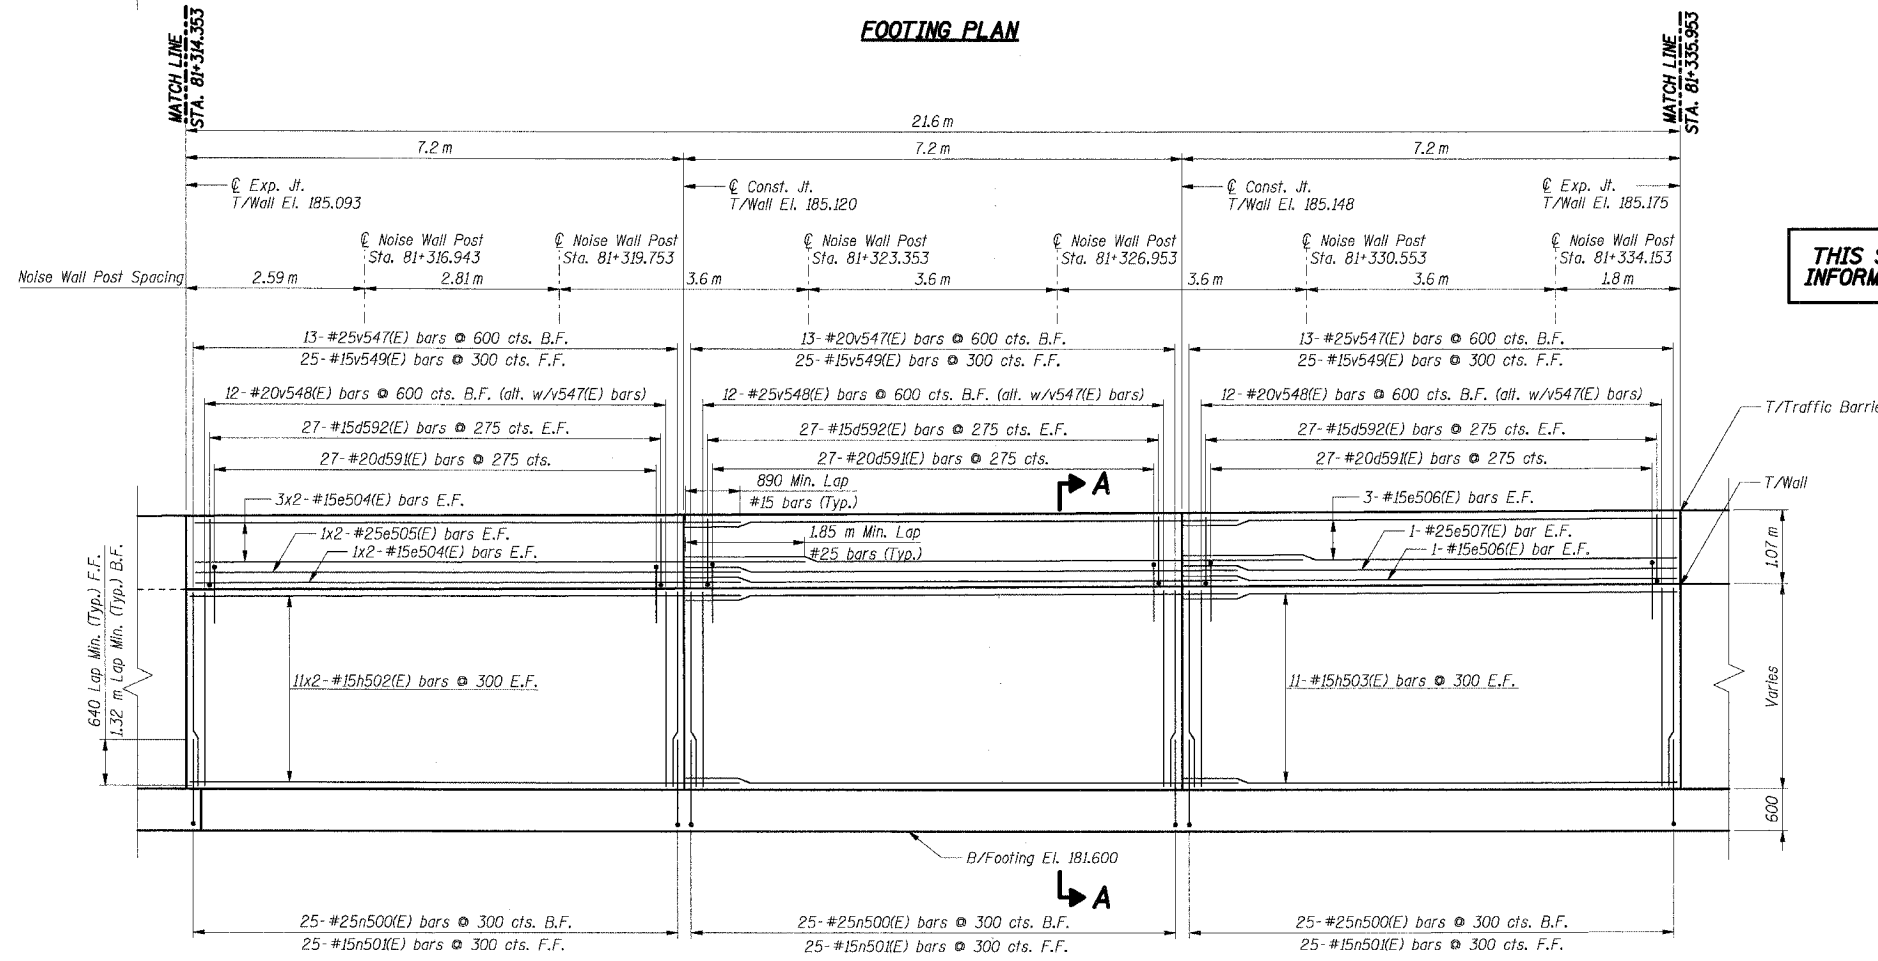 FOOTING PLAN
MATCH LINE
STA. 81+314.353
MATCH LINE
STA. 81+335.953
21.6 m
7.2 m
7.2 m
7.2 m
℄ Exp. Jt.
T/Wall El. 185.093
℄ Const. Jt.
T/Wall El. 185.120
℄ Const. Jt.
T/Wall El. 185.148
℄ Exp. Jt.
T/Wall El. 185.175
℄ Noise Wall Post
Sta. 81+316.943
℄ Noise Wall Post
Sta. 81+319.753
℄ Noise Wall Post
Sta. 81+323.353
℄ Noise Wall Post
Sta. 81+326.953
℄ Noise Wall Post
Sta. 81+330.553
℄ Noise Wall Post
Sta. 81+334.153
THIS S
INFORM
Noise Wall Post Spacing
2.59 m
2.81 m
3.6 m
3.6 m
3.6 m
3.6 m
1.8 m
13-#25v547(E) bars @ 600 cts. B.F.
25-#15v549(E) bars @ 300 cts. F.F.
13-#20v547(E) bars @ 600 cts. B.F.
25-#15v549(E) bars @ 300 cts. F.F.
13-#25v547(E) bars @ 600 cts. B.F.
25-#15v549(E) bars @ 300 cts. F.F.
12-#20v548(E) bars @ 600 cts. B.F. (alt. w/v547(E) bars)
12-#25v548(E) bars @ 600 cts. B.F. (alt. w/v547(E) bars)
12-#20v548(E) bars @ 600 cts. B.F. (alt. w/v547(E) bars)
T/Traffic Barrie
27-#15d592(E) bars @ 275 cts. E.F.
27-#15d592(E) bars @ 275 cts. E.F.
27-#15d592(E) bars @ 275 cts. E.F.
27-#20d591(E) bars @ 275 cts.
27-#20d591(E) bars @ 275 cts.
27-#20d591(E) bars @ 275 cts.
890 Min. Lap
#15 bars (Typ.)
A
T/Wall
3x2-#15e504(E) bars E.F.
3-#15e506(E) bars E.F.
1x2-#25e505(E) bars E.F.
1x2-#15e504(E) bars E.F.
1.85 m Min. Lap
#25 bars (Typ.)
1-#25e507(E) bar E.F.
1-#15e506(E) bar E.F.
1.07 m
640 Lap Min. (Typ.) F.F.
1.32 m Lap Min. (Typ.) B.F.
11x2-#15h502(E) bars @ 300 E.F.
11-#15h503(E) bars @ 300 E.F.
Varies
600
B/Footing El. 181.600
A
25-#25n500(E) bars @ 300 cts. B.F.
25-#15n501(E) bars @ 300 cts. F.F.
25-#25n500(E) bars @ 300 cts. B.F.
25-#15n501(E) bars @ 300 cts. F.F.
25-#25n500(E) bars @ 300 cts. B.F.
25-#15n501(E) bars @ 300 cts. F.F.